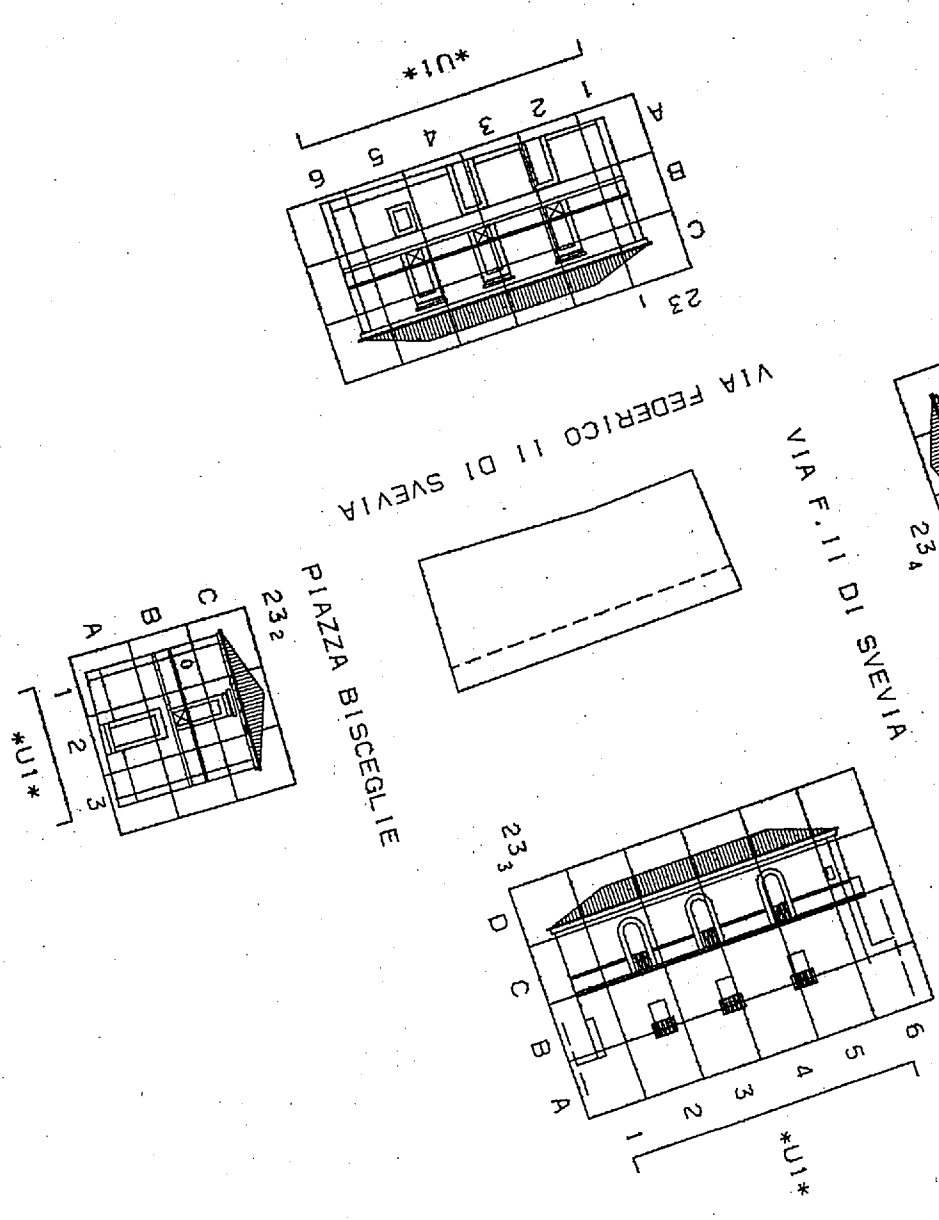 *U1*
6 5 4 3 2 1
A
B
C
23 1
VIA FEDERICO II DI SVEVIA
VIA F.II DI SVEVIA
23 4
PIAZZA BISCEGLIE
23 2
A B C
1
2
3
0
*U1*
23 3
D
C
B
A
1 2 3 4 5 6
*U1*